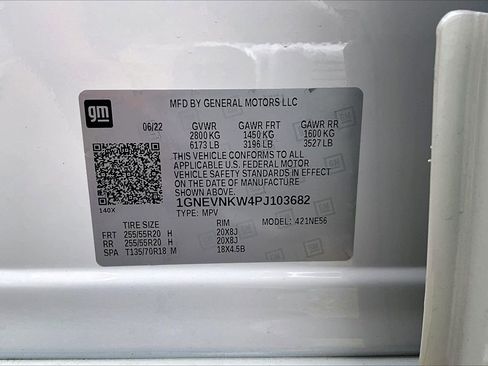 gm
MFD BY GENERAL MOTORS LLC
06/22 GVWR GAWR FRT GAWR RR
2800 KG 1450 KG 1600 KG
6173 LB 3196 LB 3527 LB
THIS VEHICLE CONFORMS TO ALL
APPLICABLE U.S. FEDERAL MOTOR
VEHICLE SAFETY STANDARDS IN EFFECT
ON THE DATE OF MANUFACTURE
SHOWN ABOVE.
140X
1GNEVNKW4PJ103682
TYPE: MPV MODEL: 421NE56
TIRE SIZE RIM
FRT 255/55R20 H 20X8J
RR 255/55R20 H 20X8J
SPA T135/70R18 M 18X4.5B